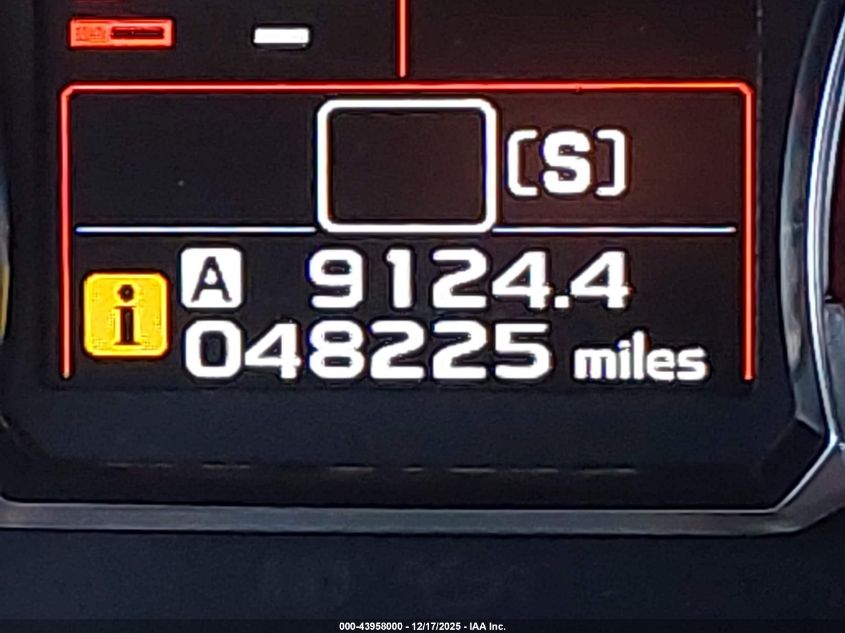 [S]
A 9124.4
i 048225 miles
000-43958000 - 12/17/2025 - IAA Inc.